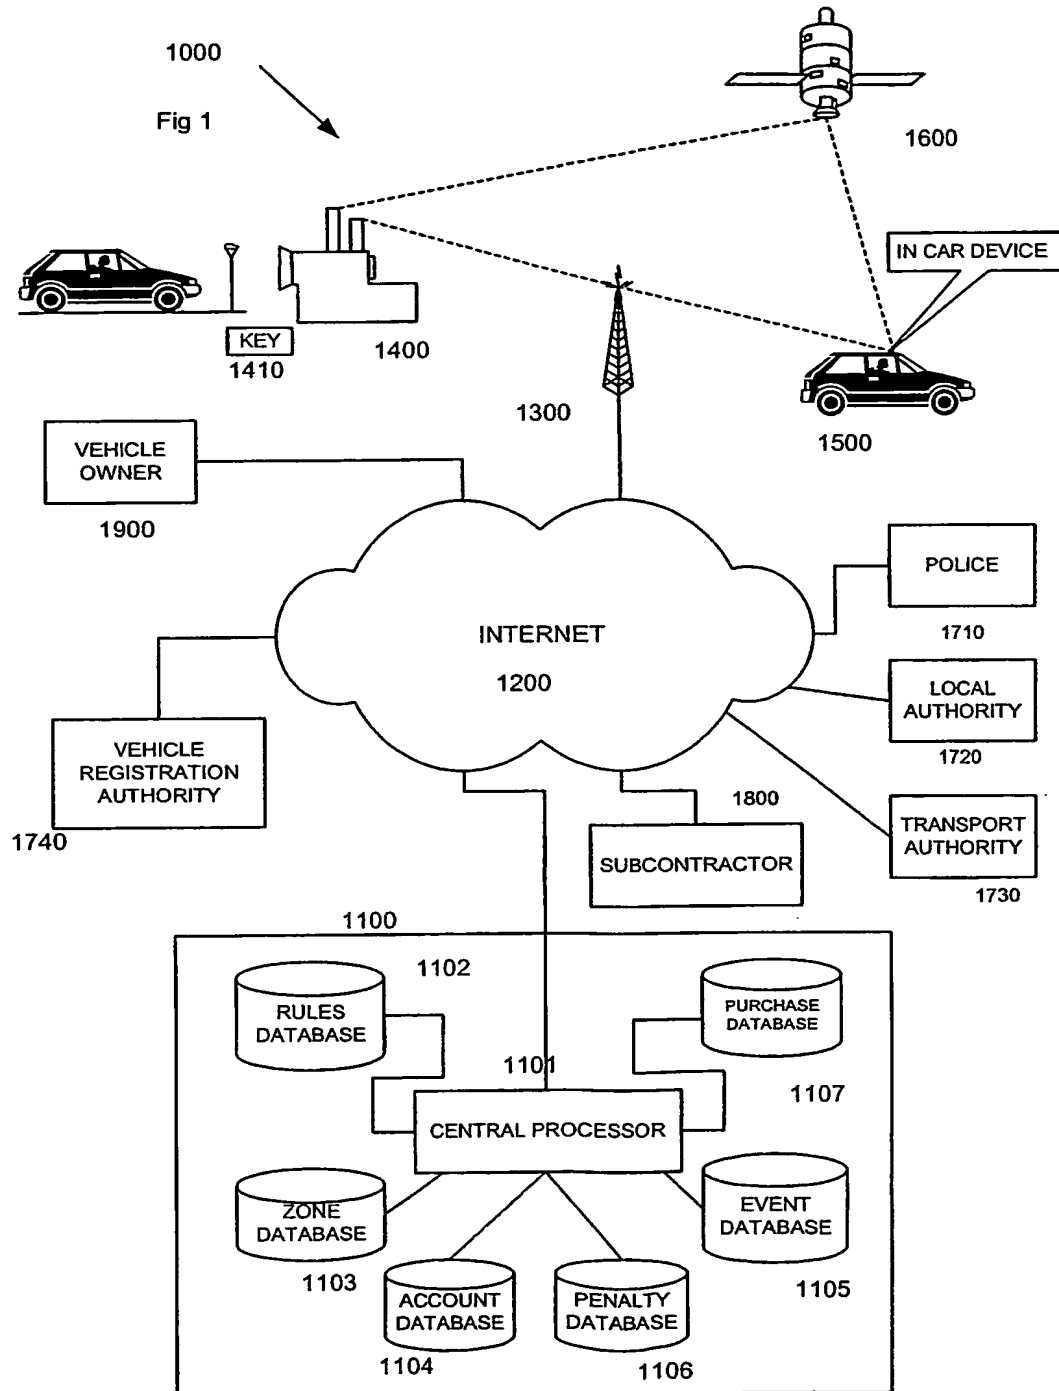 1000
Fig 1
1600
IN CAR DEVICE
KEY
1410
1400
1300
1500
VEHICLE
OWNER
1900
POLICE
1710
INTERNET
1200
LOCAL
AUTHORITY
1720
VEHICLE
REGISTRATION
AUTHORITY
1740
1800
SUBCONTRACTOR
TRANSPORT
AUTHORITY
1730
1100
1102
RULES
DATABASE
PURCHASE
DATABASE
1101
1107
CENTRAL PROCESSOR
ZONE
DATABASE
1103
EVENT
DATABASE
1105
ACCOUNT
DATABASE
1104
PENALTY
DATABASE
1106